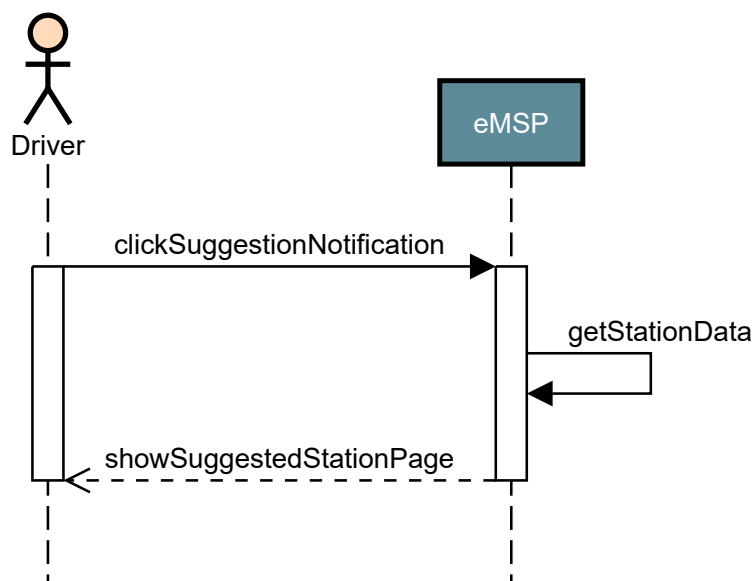 Driver
eMSP
clickSuggestionNotification
getStationData
showSuggestedStationPage